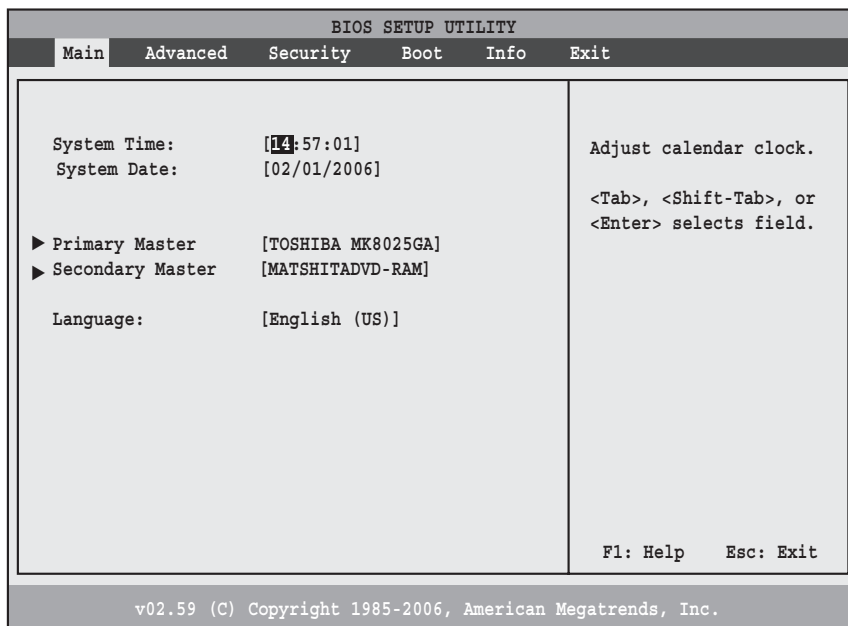 BIOS SETUP UTILITY
Main Advanced Security Boot Info Exit
System Time: [14:57:01]
System Date: [02/01/2006]
Primary Master [TOSHIBA MK8025GA]
Secondary Master [MATSHITADVD-RAM]
Language: [English (US)]
Adjust calendar clock.
<Tab>, <Shift-Tab>, or
<Enter> selects field.
F1: Help Esc: Exit
v02.59 (C) Copyright 1985-2006, American Megatrends, Inc.